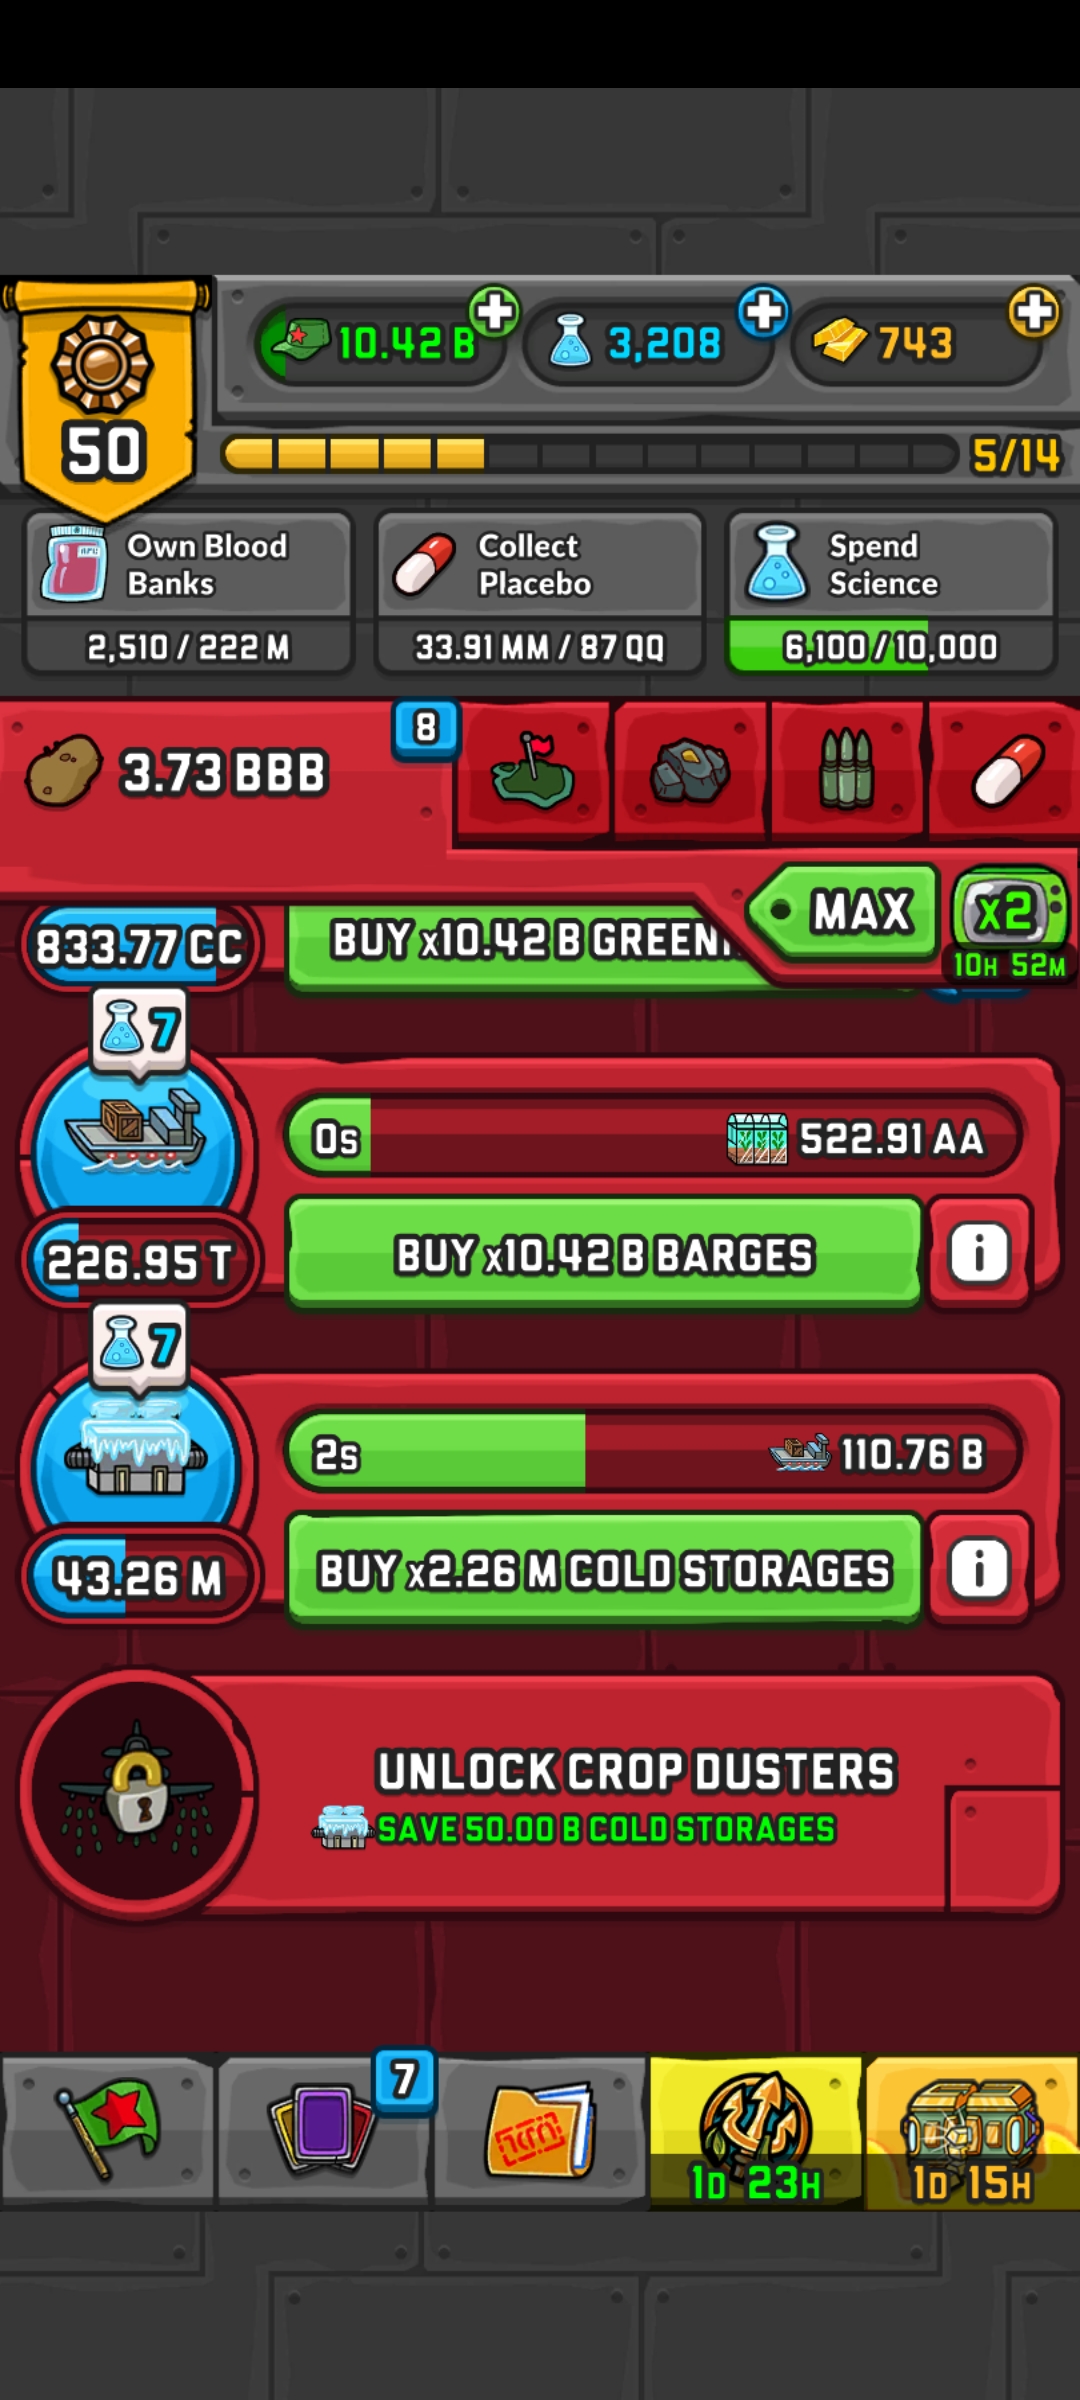 10.42 B
3,208
743
50
5/14
Own Blood
Banks
2,510 / 222 M
Collect
Placebo
33.91 MM / 87 QQ
Spend
Science
6,100 / 10,000
3.73 BBB
8
MAX
x2
10H 52M
833.77 CC
BUY x10.42 B GREEN
7
0s
522.91 AA
226.95 T
BUY x10.42 B BARGES
i
7
2s
110.76 B
43.26 M
BUY x2.26 M COLD STORAGES
i
UNLOCK CROP DUSTERS
SAVE 50.00 B COLD STORAGES
7
1D 23H
1D 15H